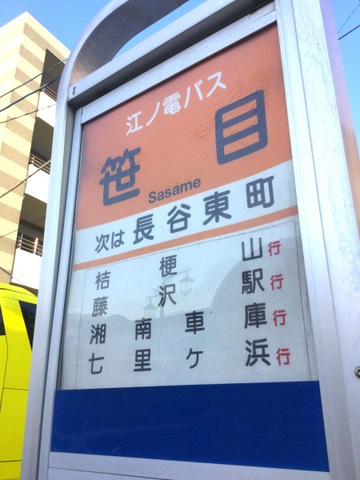 江ノ電バス
笹目
Sasame
次は 長谷東町
桔梗山行
藤沢駅行
湘南車庫行
七里ヶ浜行